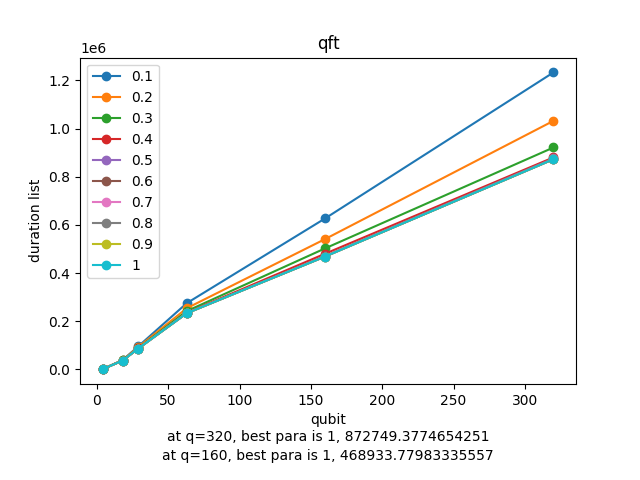 qft
1e6
1.2
1.0
0.8
0.6
0.4
0.2
0.0
duration list
0.1
0.2
0.3
0.4
0.5
0.6
0.7
0.8
0.9
1
0 50 100 150 200 250 300
qubit
at q=320, best para is 1, 872749.3774654251
at q=160, best para is 1, 468933.77983335557